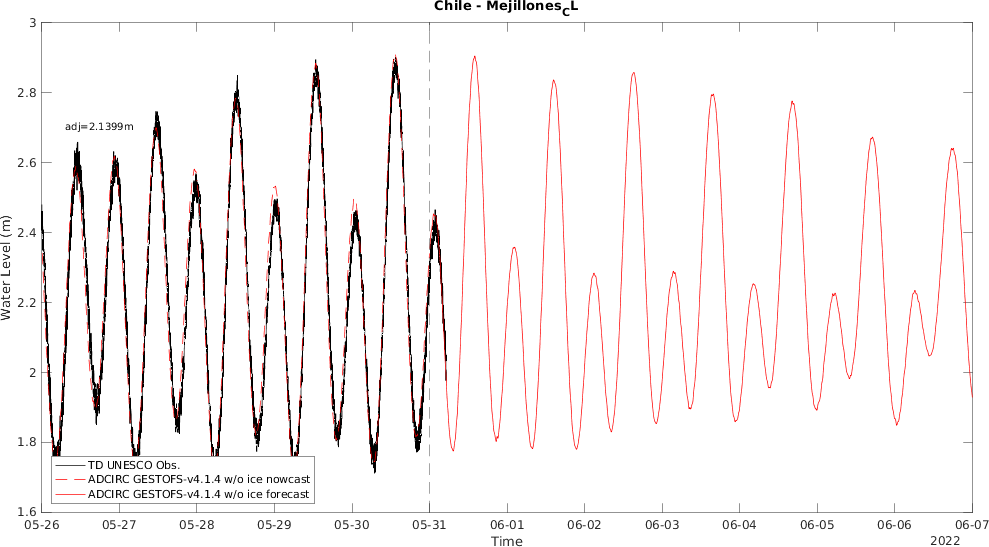 Chile - Mejillones_CL
3
2.8
2.6
2.4
2.2
2
1.8
1.6
Water Level (m)
adj=2.1399m
TD UNESCO Obs.
ADCIRC GESTOFS-v4.1.4 w/o ice nowcast
ADCIRC GESTOFS-v4.1.4 w/o ice forecast
05-26 05-27 05-28 05-29 05-30 05-31 06-01 06-02 06-03 06-04 06-05 06-06 06-07
Time
2022